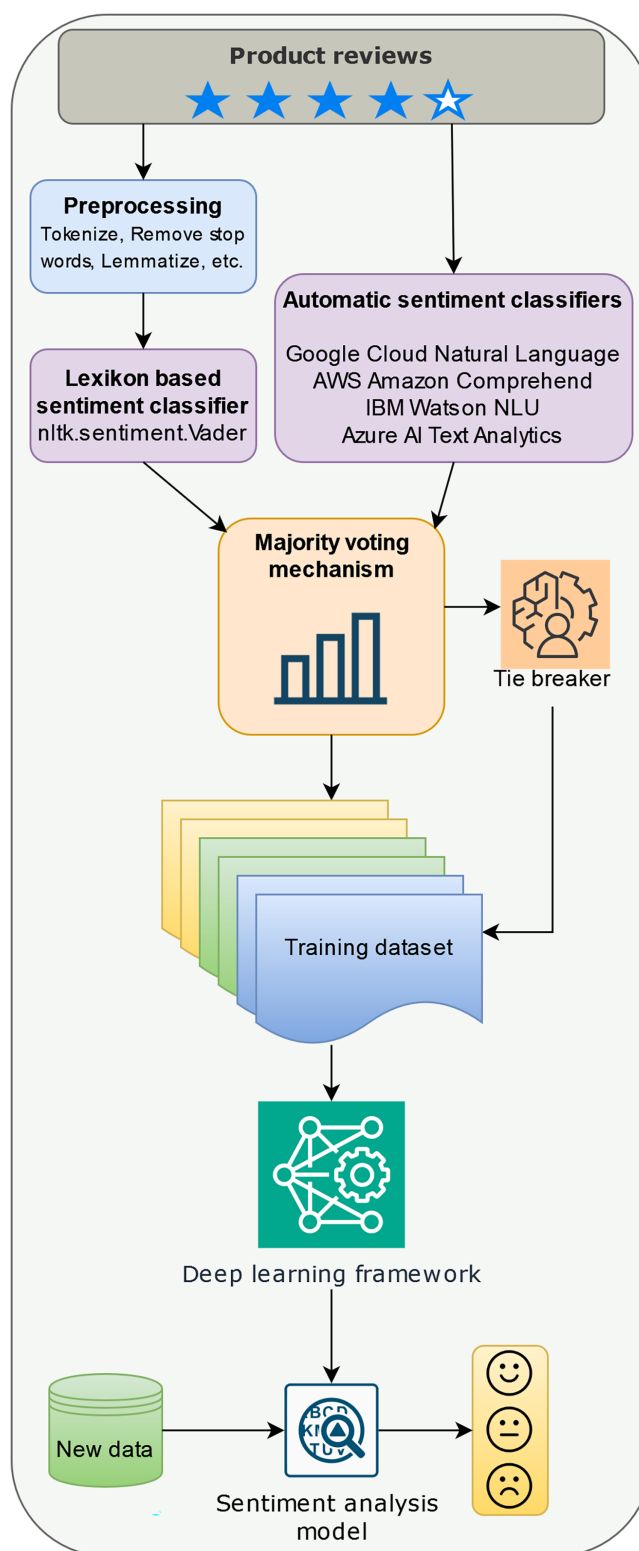 Product reviews
Preprocessing
Tokenize, Remove stop
words, Lemmatize, etc.
Automatic sentiment classifiers
Google Cloud Natural Language
AWS Amazon Comprehend
IBM Watson NLU
Azure AI Text Analytics
Lexikon based
sentiment classifier
nltk.sentiment.Vader
Majority voting
mechanism
Tie breaker
Training dataset
Deep learning framework
New data
Sentiment analysis
model